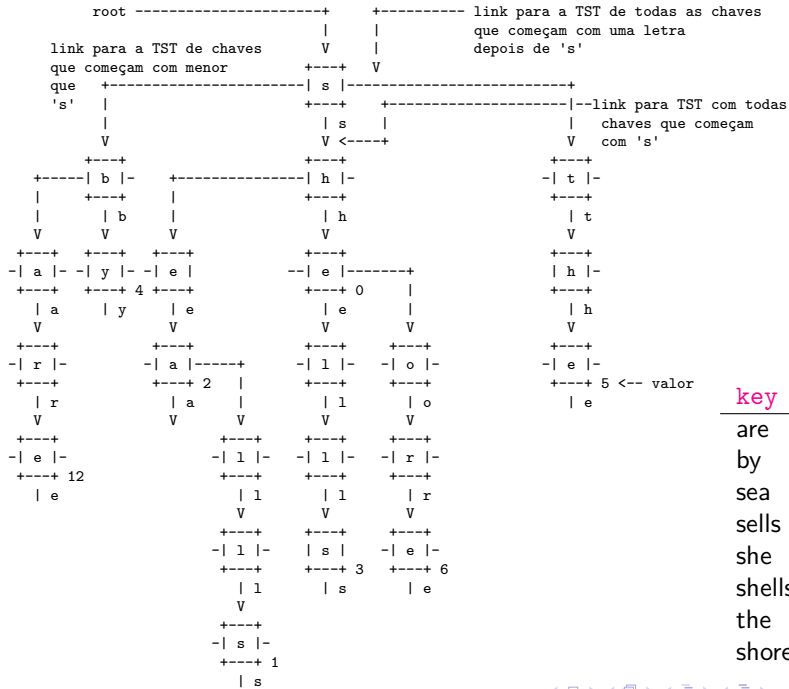 root -----------------------+     +---------- link para a TST de todas as chaves
                            |     |           que começam com uma letra
link para a TST de chaves   V     |           depois de 's'
que começam com menor     +---+   V
que   +------------------------| s |---------------------------+
's'   |                   +---+     +----------------------|--link para TST com todas
      |                     | s     |                      |   chaves que começam
      V                     V <----+                       V   com 's'
    +---+                 +---+                          +---+
+-----| b |-   +----------------| h |-                  -| t |-
|   +---+      |          +---+                          +---+
|     | b      |            | h                            | t
V     V        V            V                              V
+---+ +---+  +---+        +---+                          +---+
-| a |- -| y |- -| e |   --| e |-------+                 | h |-
+---+ +---+ 4 +---+       +---+ 0     |                  +---+
| a   | y      | e          | e       |                    | h
V              V            V         V                    V
+---+        +---+        +---+     +---+                +---+
-| r |-     -| a |-----+ -| l |-   -| o |-              -| e |-
+---+        +---+ 2   |  +---+     +---+                +---+ 5 <-- valor
| r            | a     |    | l       | o                  | e
V              V       V    V         V
key
+---+                +---+  +---+   +---+
-| e |-             -| l |- -| l |- -| r |-
are
+---+ 12             +---+  +---+   +---+
by
| e                    | l    | l     | r
sea
                       V      V       V
                     +---+  +---+   +---+
sells
                    -| l |-  | s |  -| e |-
                     +---+  +---+ 3 +---+ 6
she
                       | l    | s     | e
shells
                       V
                     +---+
the
                    -| s |-
                     +---+ 1
shore
                       | s